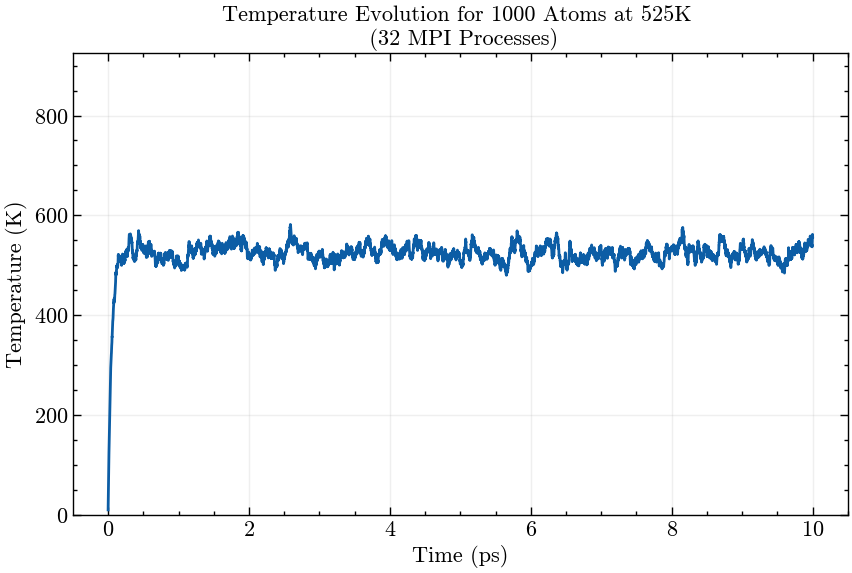 Temperature Evolution for 1000 Atoms at 525K
(32 MPI Processes)
Temperature (K)
800
600
400
200
0
0 2 4 6 8 10
Time (ps)